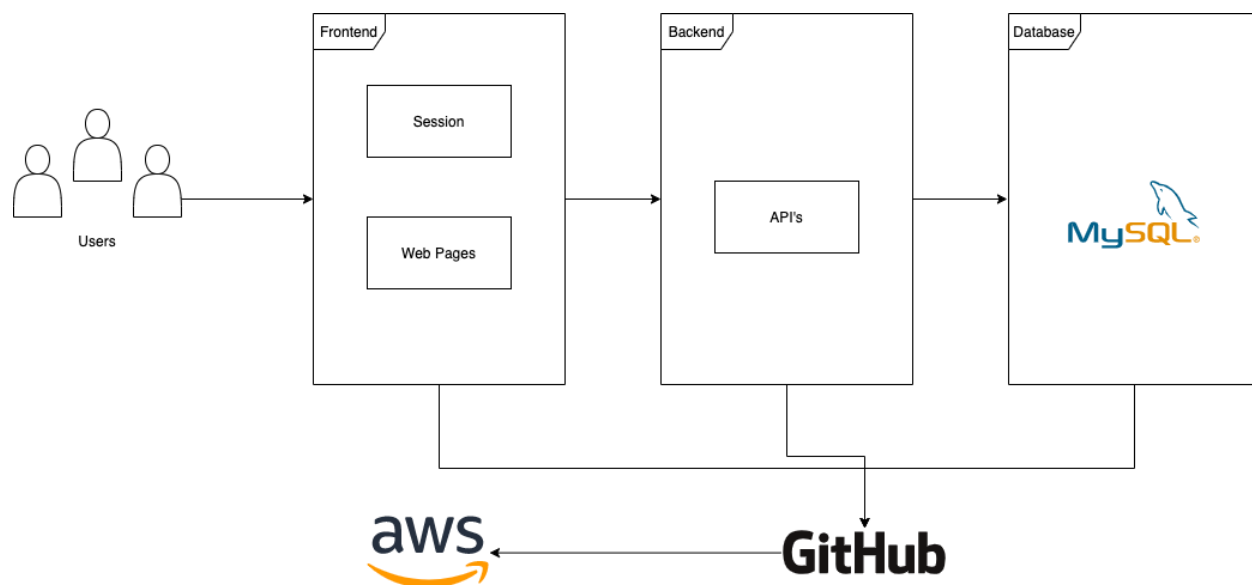 Frontend
Backend
Database
Session
Web Pages
API's
Users
MySQL®
aws
GitHub